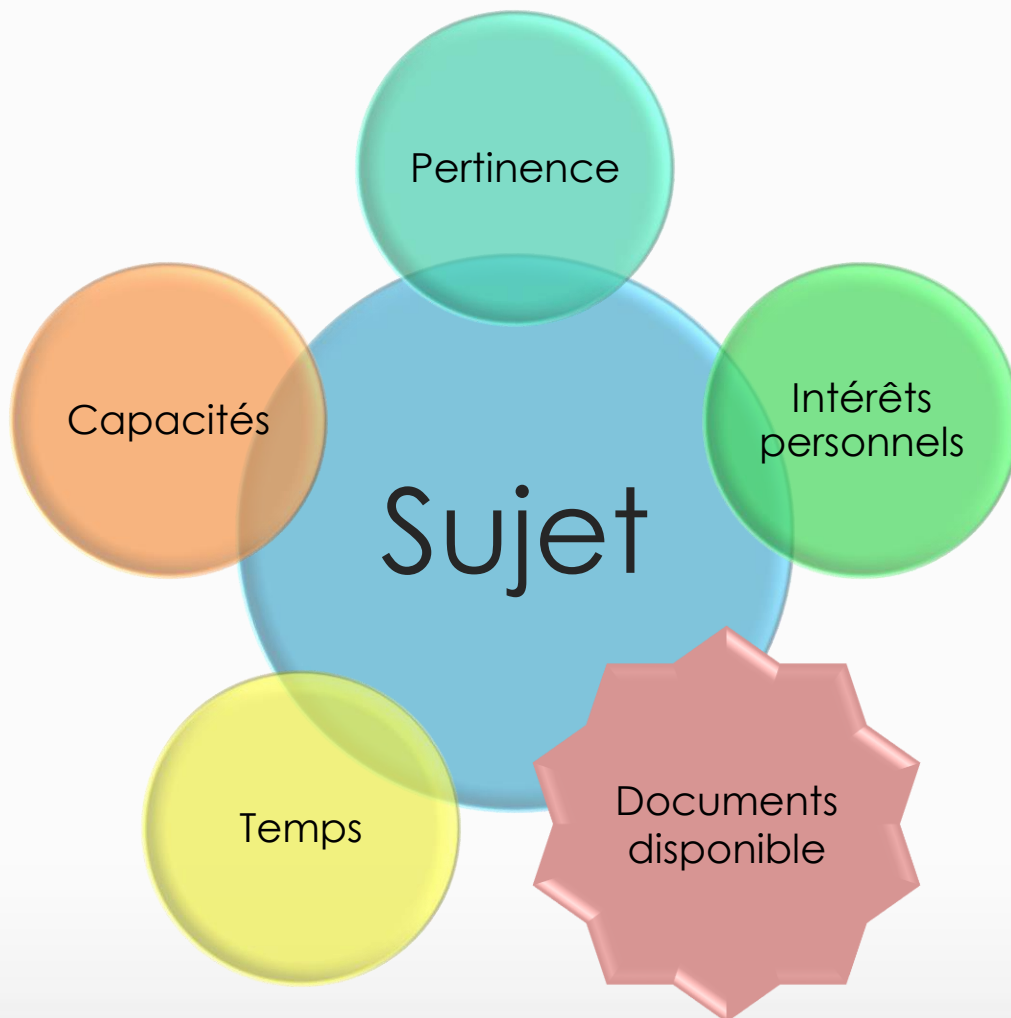 Pertinence
Capacités
Intérêts
personnels
Sujet
Temps
Documents
disponible